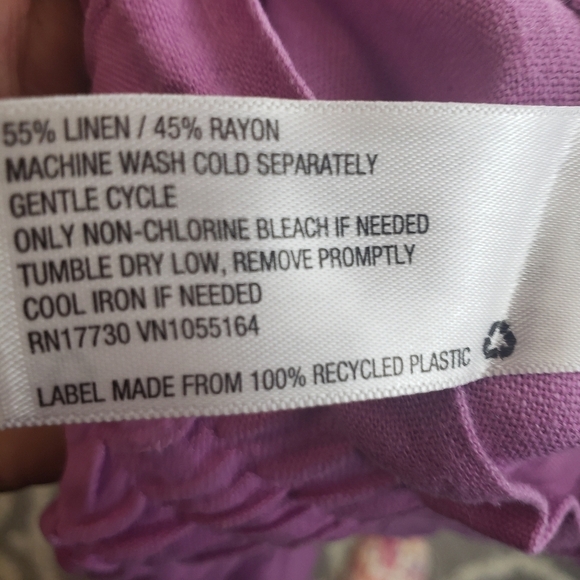 55% LINEN / 45% RAYON
MACHINE WASH COLD SEPARATELY
GENTLE CYCLE
ONLY NON-CHLORINE BLEACH IF NEEDED
TUMBLE DRY LOW, REMOVE PROMPTLY
COOL IRON IF NEEDED
RN17730 VN1055164
LABEL MADE FROM 100% RECYCLED PLASTIC